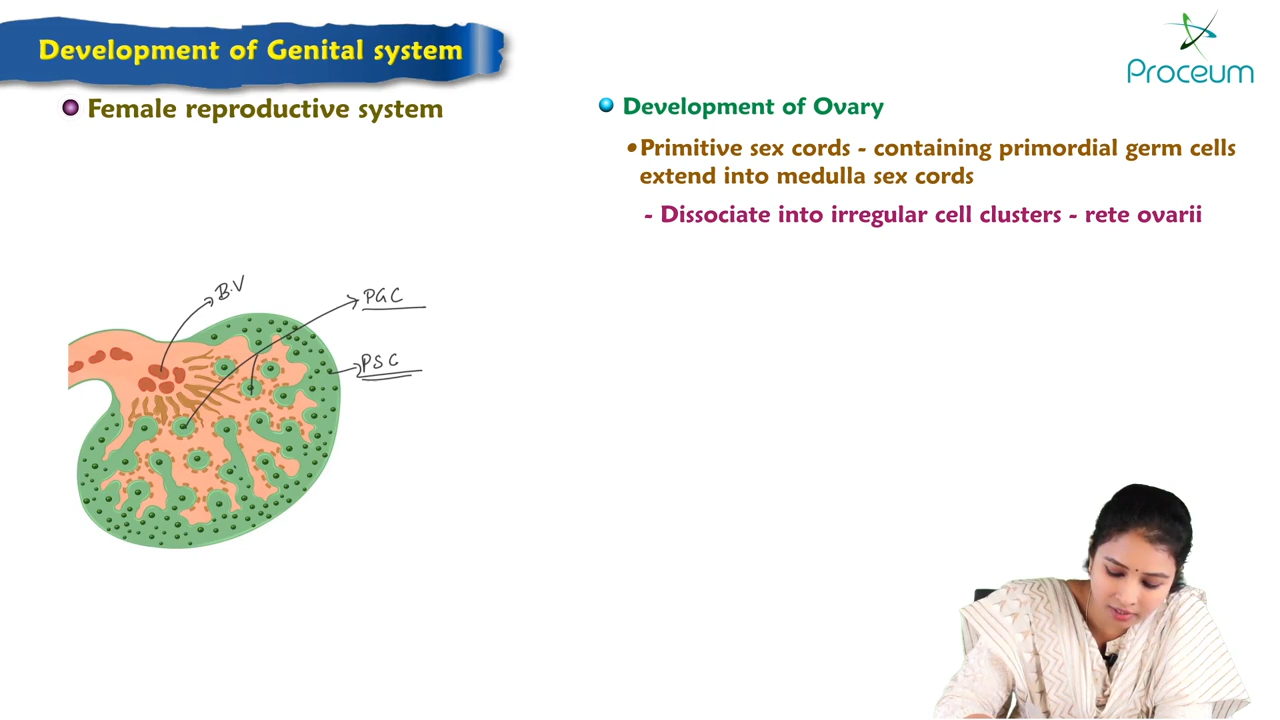 Development of Genital system
Proceum
Female reproductive system
Development of Ovary
•Primitive sex cords - containing primordial germ cells
extend into medulla sex cords
- Dissociate into irregular cell clusters - rete ovarii
B.V
PGC
PSC